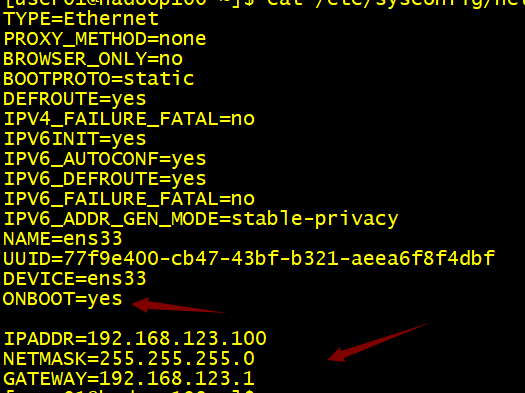 TYPE=Ethernet
PROXY_METHOD=none
BROWSER_ONLY=no
BOOTPROTO=static
DEFROUTE=yes
IPV4_FAILURE_FATAL=no
IPV6INIT=yes
IPV6_AUTOCONF=yes
IPV6_DEFROUTE=yes
IPV6_FAILURE_FATAL=no
IPV6_ADDR_GEN_MODE=stable-privacy
NAME=ens33
UUID=77f9e400-cb47-43bf-b321-aeea6f8f4dbf
DEVICE=ens33
ONBOOT=yes
IPADDR=192.168.123.100
NETMASK=255.255.255.0
GATEWAY=192.168.123.1